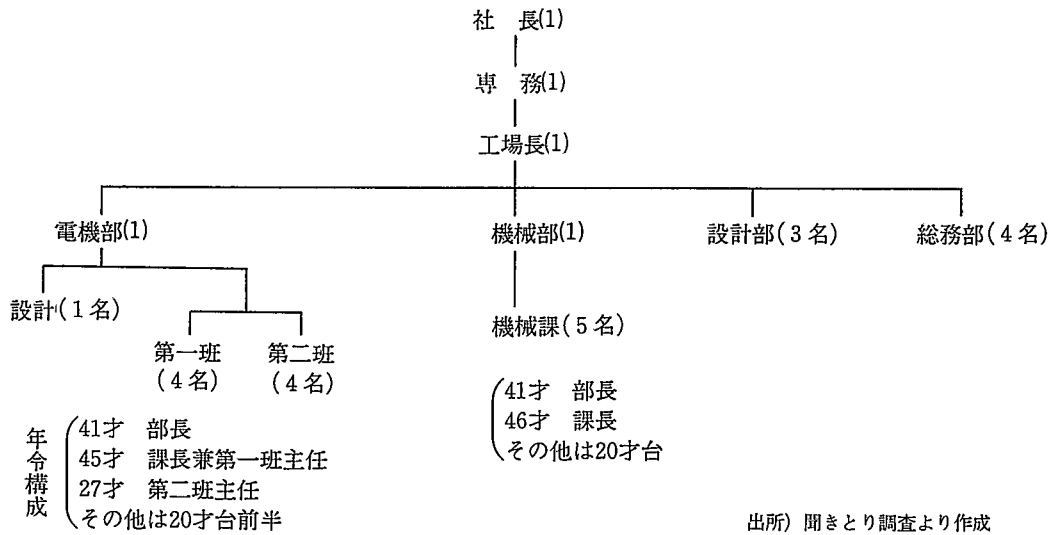 社 長(1)
専 務(1)
工場長(1)
電機部(1)
機械部(1)
設計部(3名)
総務部(4名)
設計(1名)
第一班
(4名)
第二班
(4名)
機械課(5名)
年令構成
41才 部長
45才 課長兼第一班主任
27才 第二班主任
その他は20才台前半
41才 部長
46才 課長
その他は20才台
出所) 聞きとり調査より作成